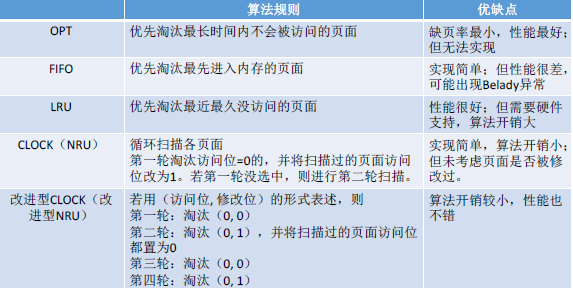 算法规则 优缺点
OPT 优先淘汰最长时间内不会被访问的页面 缺页率最小，性能最好；
但无法实现
FIFO 优先淘汰最先进入内存的页面 实现简单；但性能很差，
可能出现Belady异常
LRU 优先淘汰最近最久没访问的页面 性能很好；但需要硬件
支持，算法开销大
CLOCK（NRU） 循环扫描各页面
第一轮淘汰访问位=0的，并将扫描过的页面访问
位改为1。若第一轮没选中，则进行第二轮扫描。
实现简单，算法开销小；
但未考虑页面是否被修
改过。
改进型CLOCK（改
进型NRU）
若用（访问位, 修改位）的形式表述，则
第一轮：淘汰（0, 0）
第二轮：淘汰（0, 1），并将扫描过的页面访问位
都置为0
第三轮：淘汰（0, 0）
第四轮：淘汰（0, 1）
算法开销较小，性能也
不错